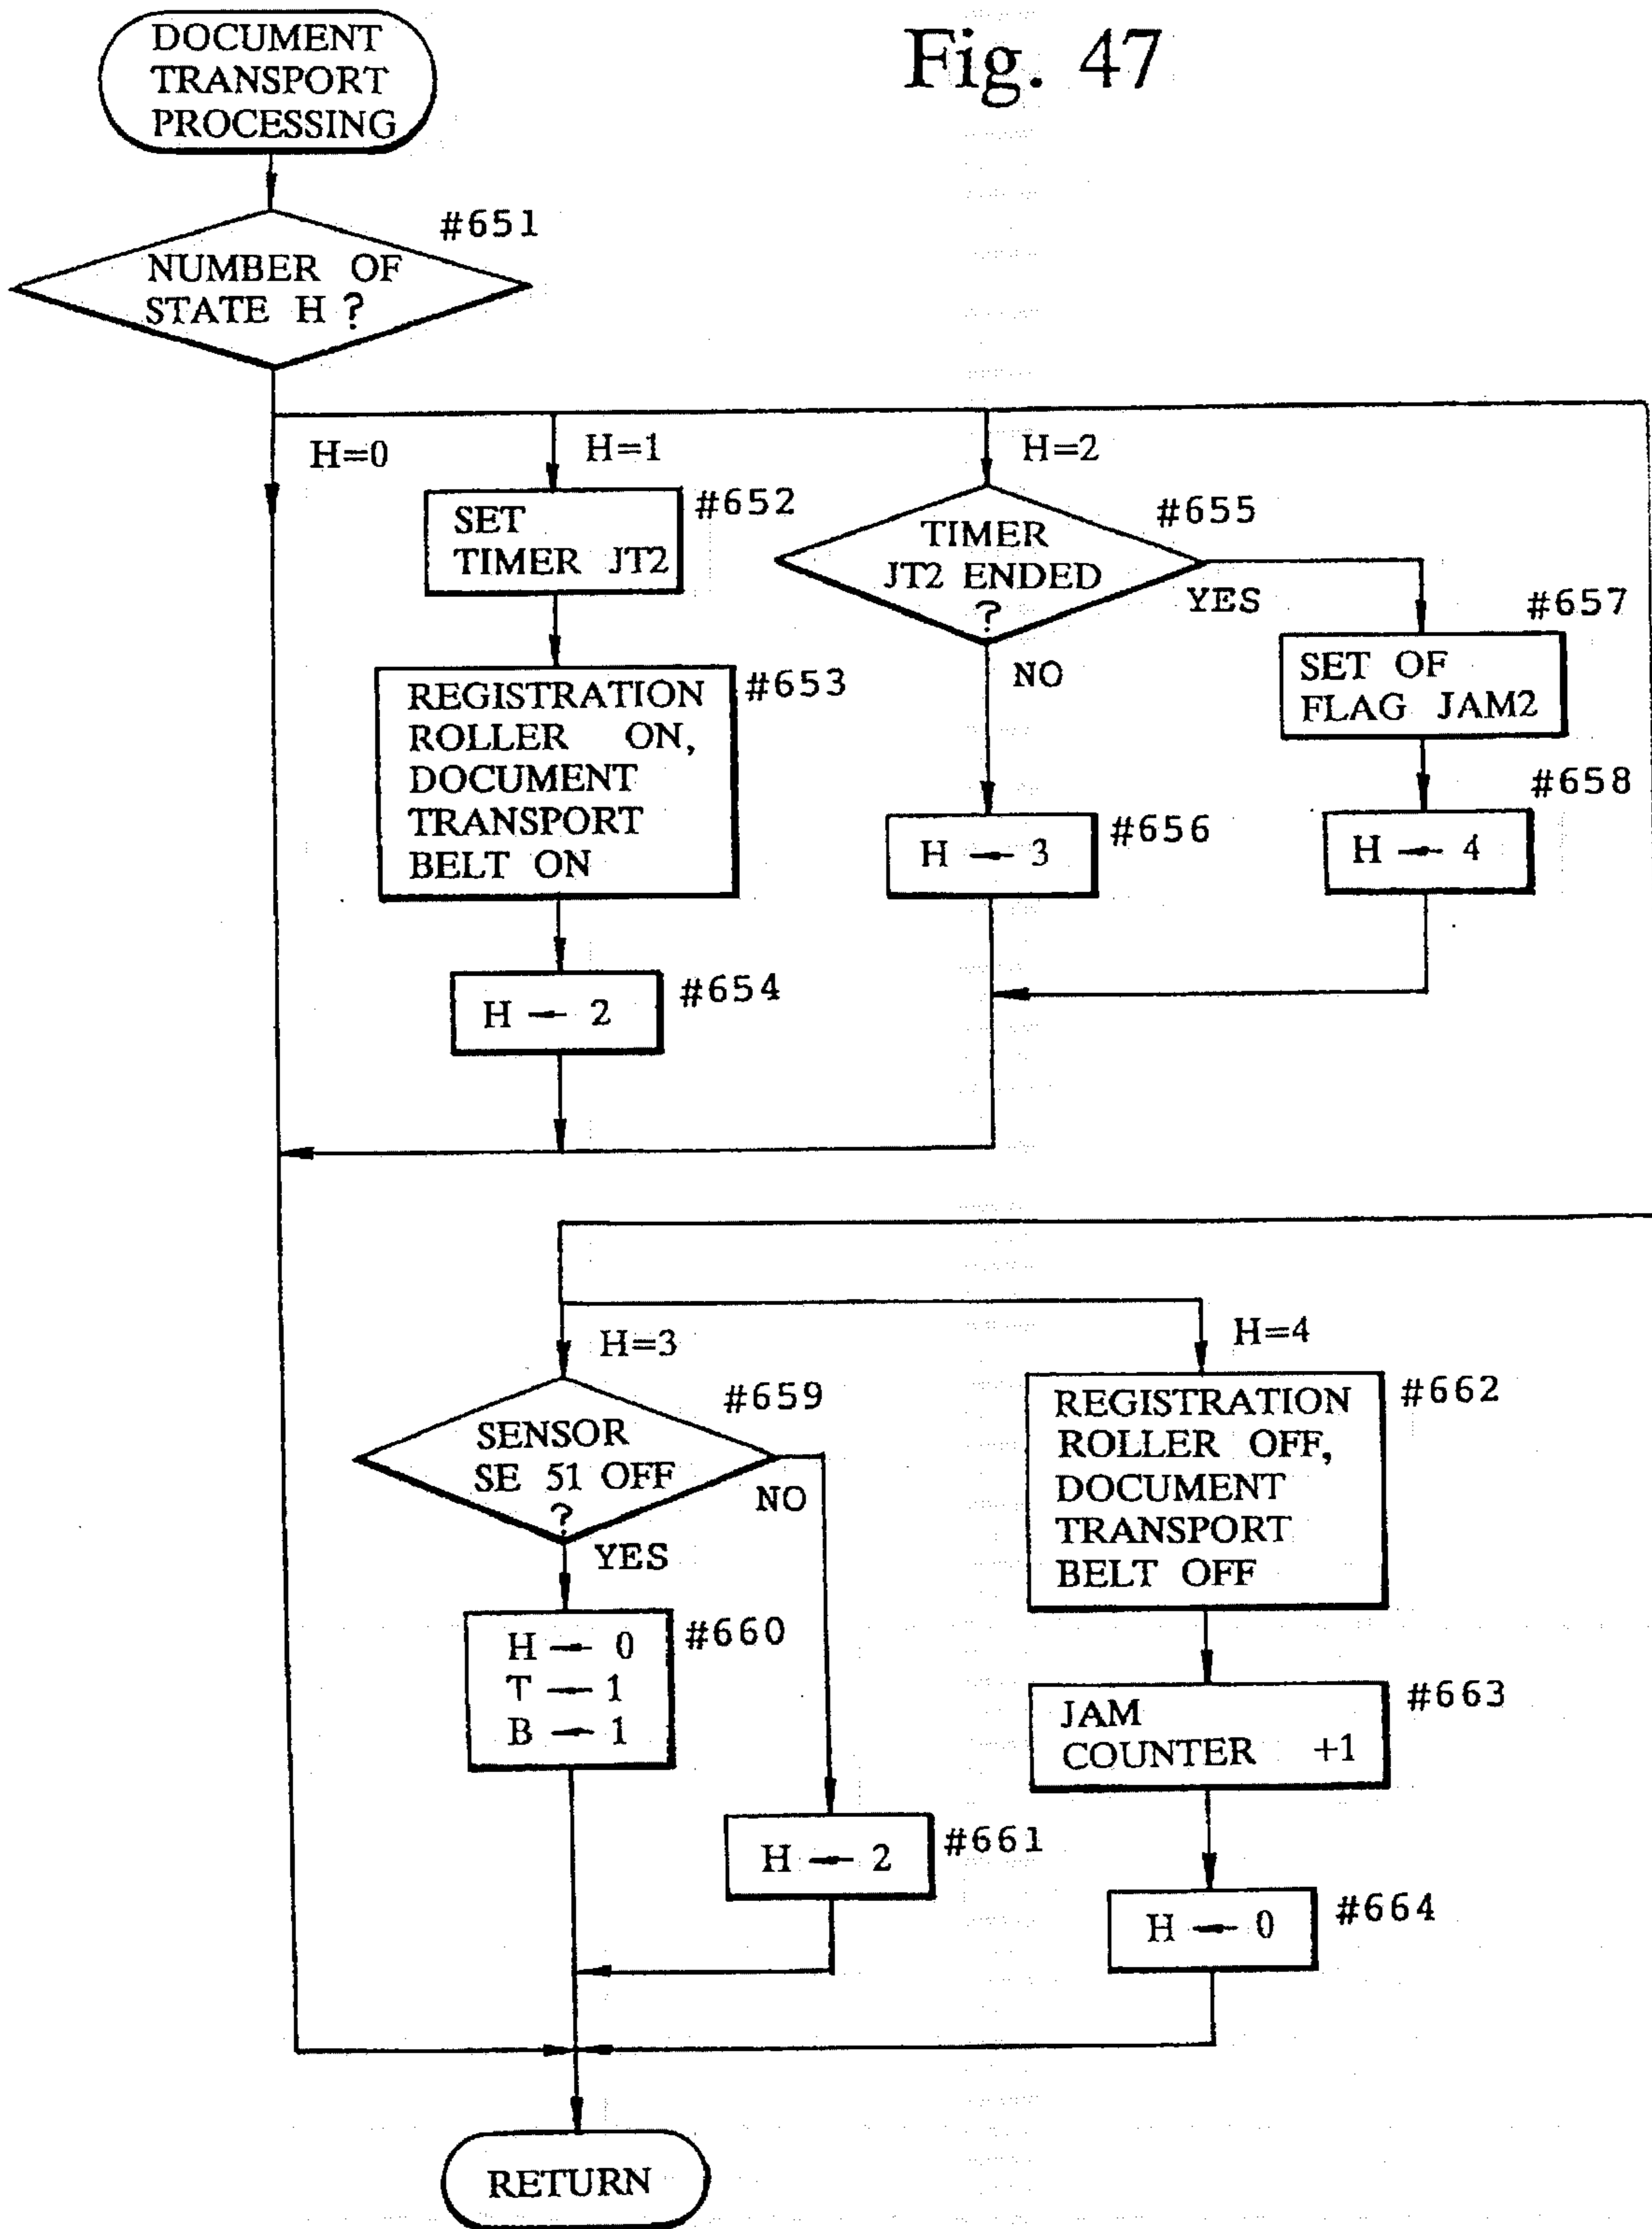 Fig. 47
DOCUMENT
TRANSPORT
PROCESSING
#651
NUMBER OF
STATE H ?
H=0
H=1
H=2
#652
SET
TIMER JT2
#653
REGISTRATION
ROLLER ON,
DOCUMENT
TRANSPORT
BELT ON
#654
H ← 2
#655
TIMER
JT2 ENDED
?
YES
NO
#656
H ← 3
#657
SET OF
FLAG JAM2
#658
H ← 4
H=3
H=4
#659
SENSOR
SE 51 OFF
?
NO
YES
#660
H ← 0
T ← 1
B ← 1
#661
H ← 2
#662
REGISTRATION
ROLLER OFF,
DOCUMENT
TRANSPORT
BELT OFF
#663
JAM
COUNTER +1
#664
H ← 0
RETURN